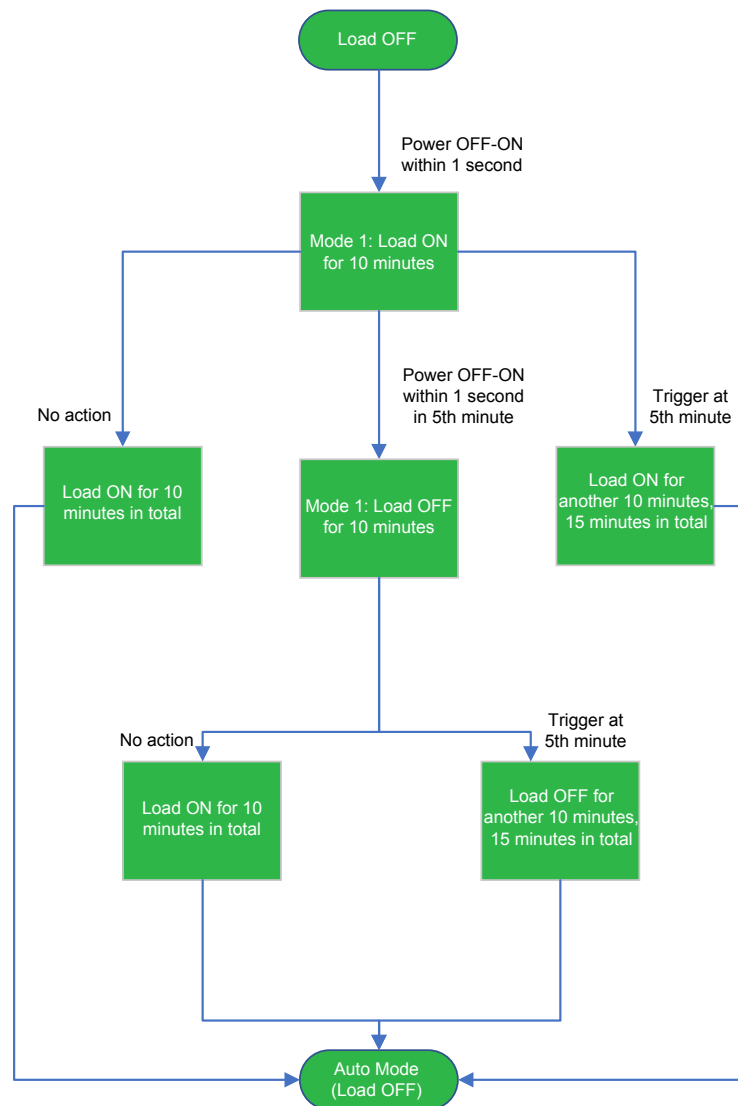 Load OFF
Power OFF-ON
within 1 second
Mode 1: Load ON
for 10 minutes
No action
Power OFF-ON
within 1 second
in 5th minute
Trigger at
5th minute
Load ON for 10
minutes in total
Mode 1: Load OFF
for 10 minutes
Load ON for
another 10 minutes,
15 minutes in total
No action
Trigger at
5th minute
Load ON for 10
minutes in total
Load OFF for
another 10 minutes,
15 minutes in total
Auto Mode
(Load OFF)